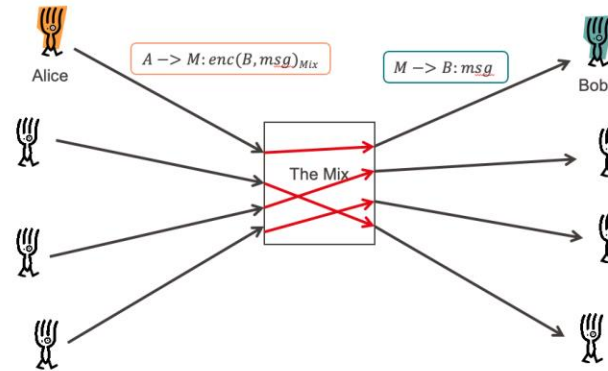 A −> M: enc(B, msg)Mix
M −> B: msg
Alice
Bob
The Mix